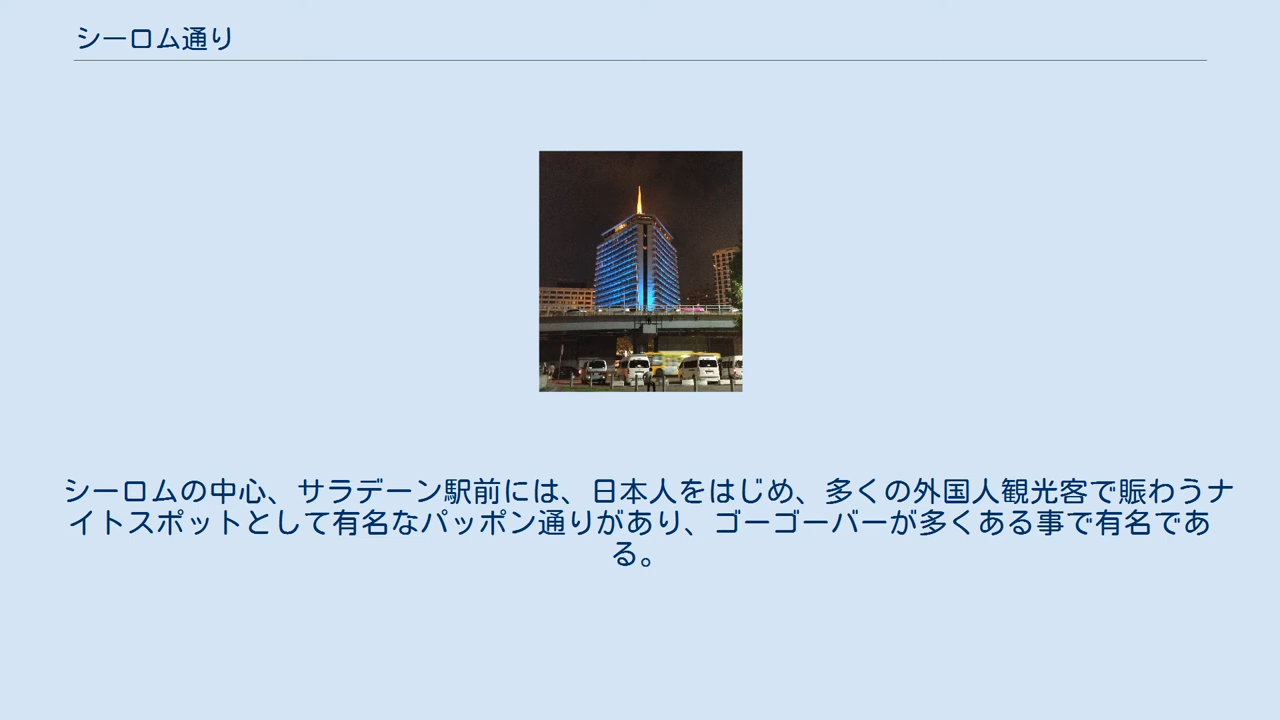 シーロム通り
シーロムの中心、サラデーン駅前には、日本人をはじめ、多くの外国人観光客で賑わうナ
イトスポットとして有名なパッポン通りがあり、ゴーゴーバーが多くある事で有名であ
る。